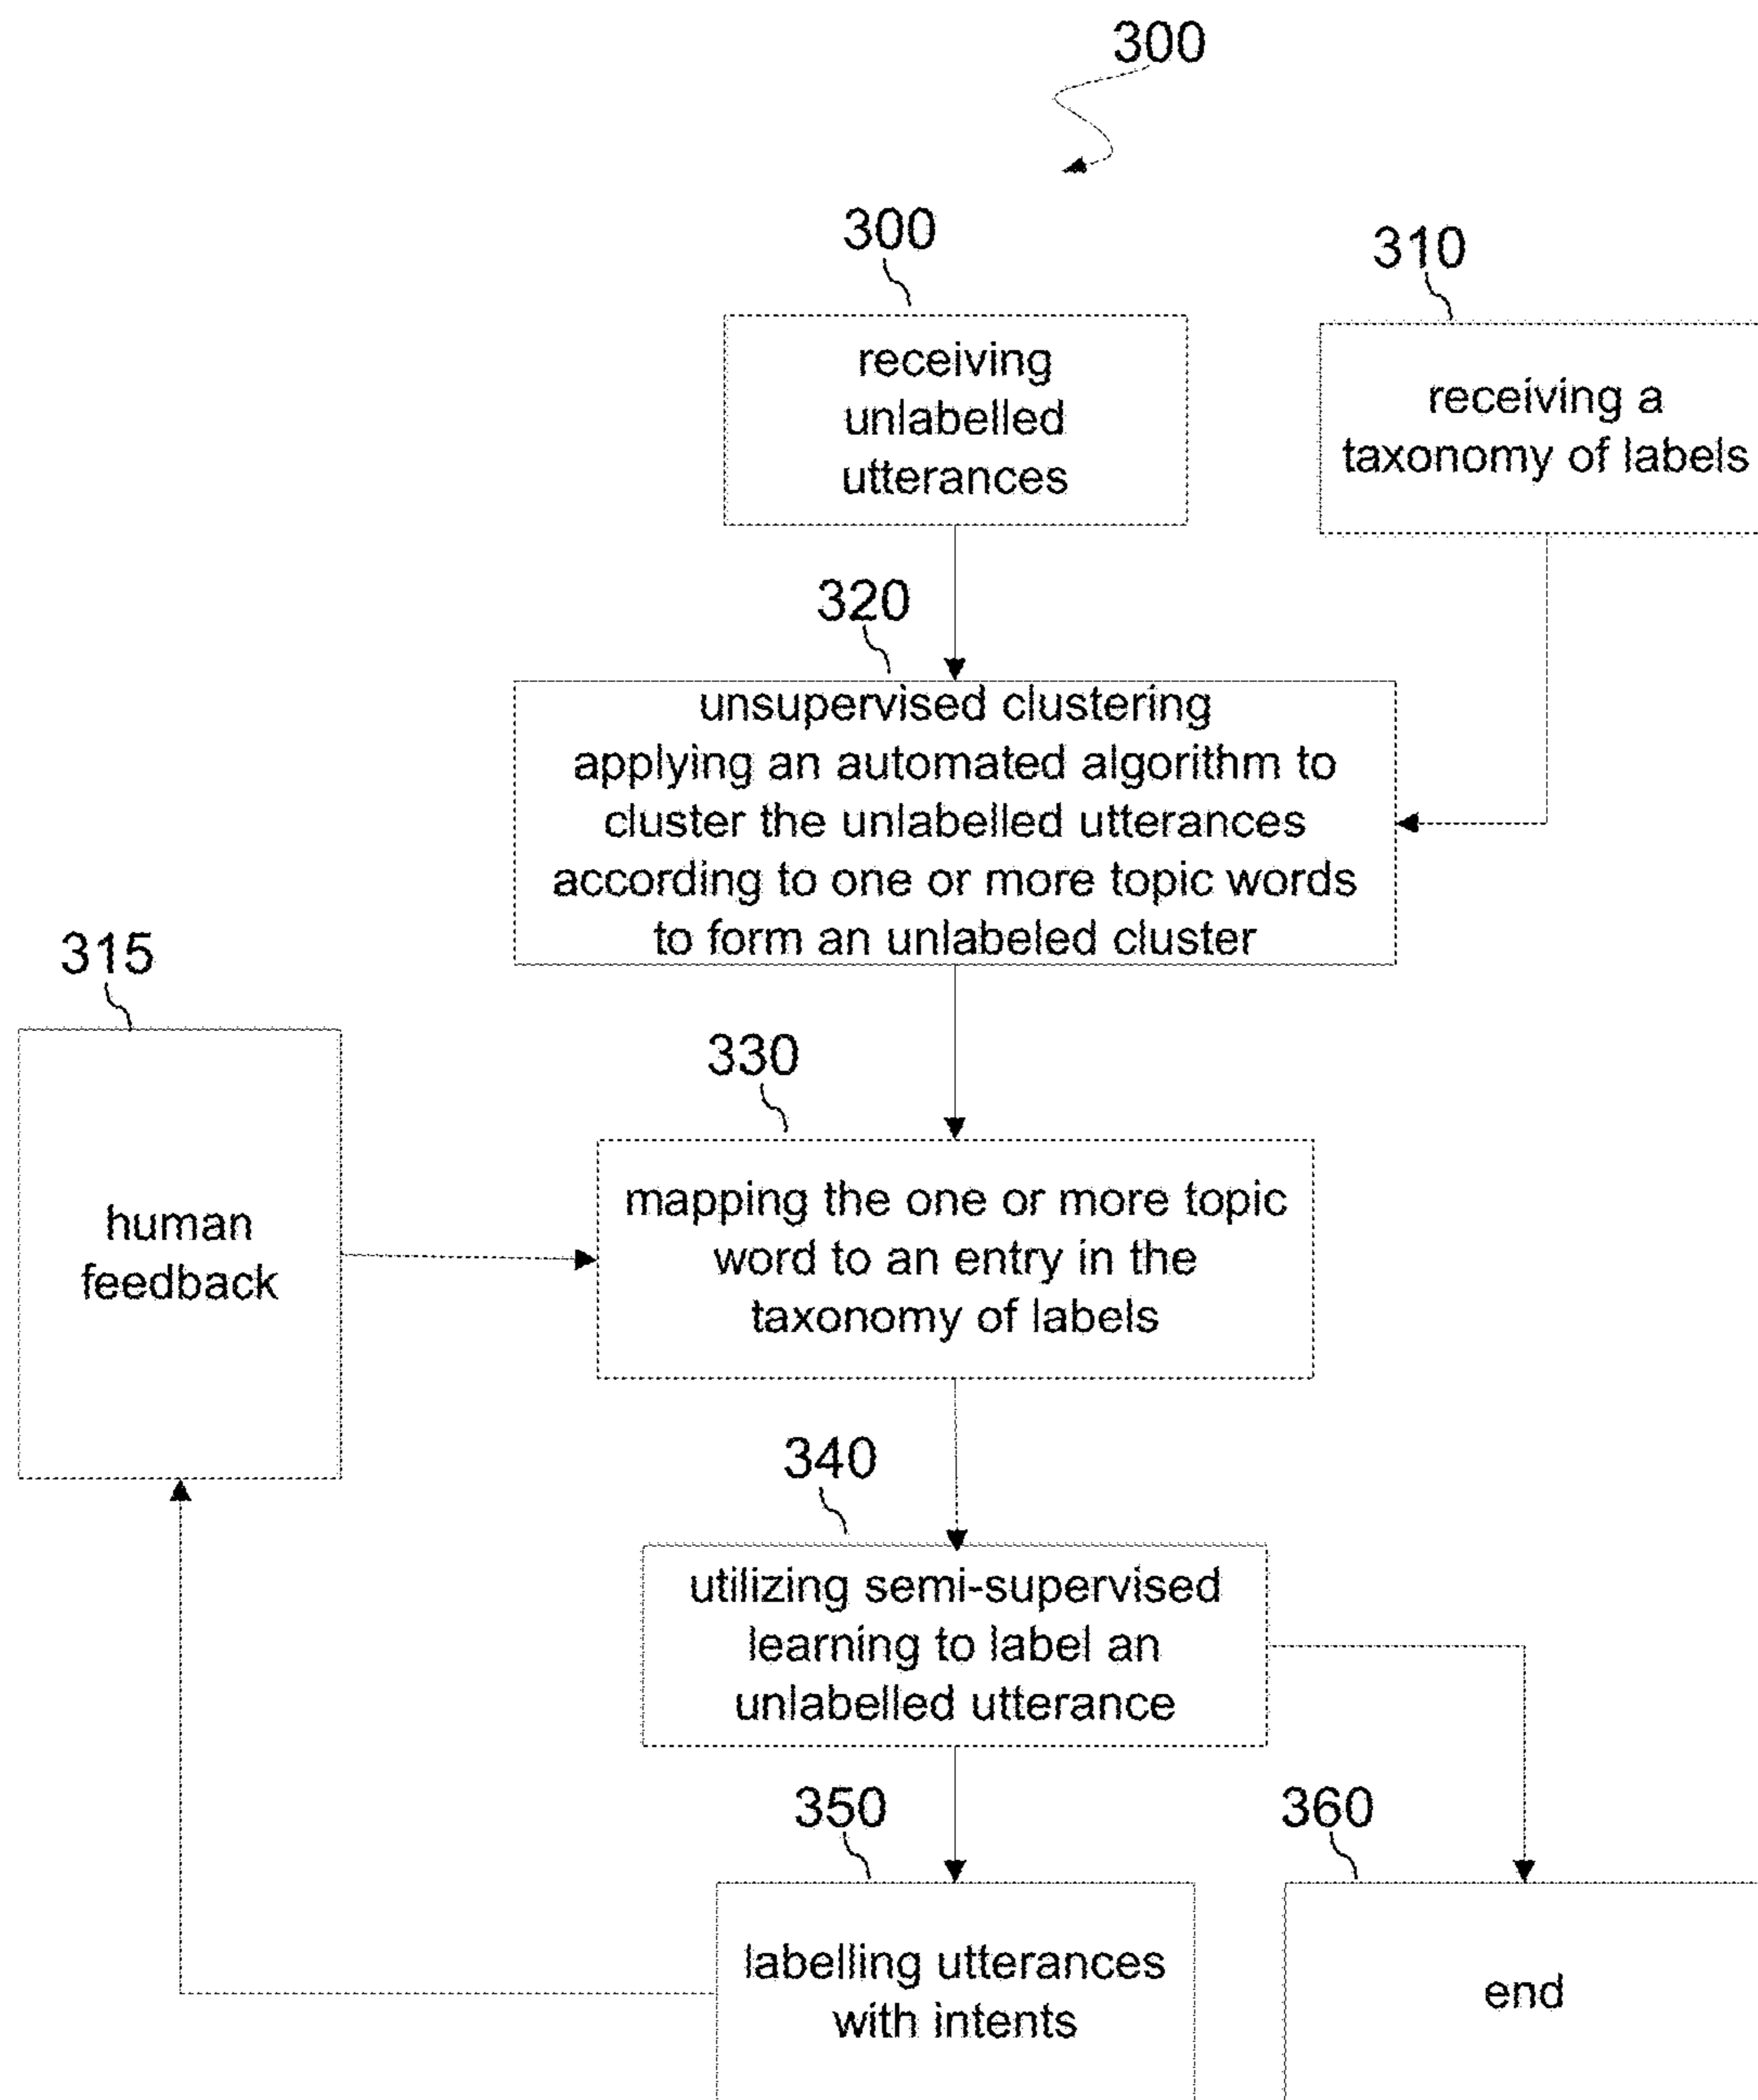 300
300
receiving
unlabelled
utterances
310
receiving a
taxonomy of labels
320
unsupervised clustering
applying an automated algorithm to
cluster the unlabelled utterances
according to one or more topic words
to form an unlabeled cluster
315
human
feedback
330
mapping the one or more topic
word to an entry in the
taxonomy of labels
340
utilizing semi-supervised
learning to label an
unlabelled utterance
350
labelling utterances
with intents
360
end